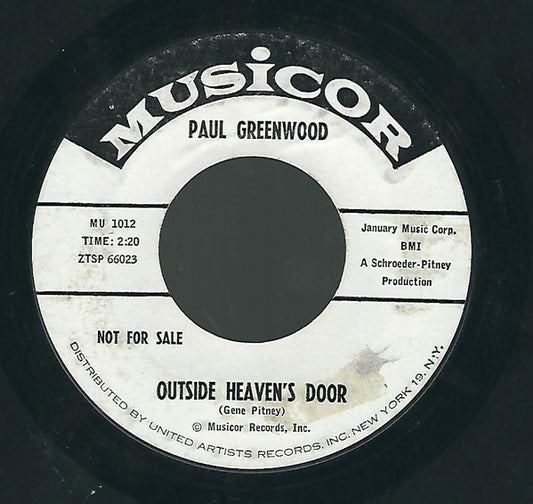 MUSiCOR
PAUL GREENWOOD
MU 1012
TIME: 2:20
ZTSP 66023
January Music Corp.
BMI
A Schroeder-Pitney
Production
NOT FOR SALE
OUTSIDE HEAVEN'S DOOR
(Gene Pitney)
© Musicor Records, Inc.
DISTRIBUTED BY UNITED ARTISTS RECORDS, INC. NEW YORK 19, N.Y.